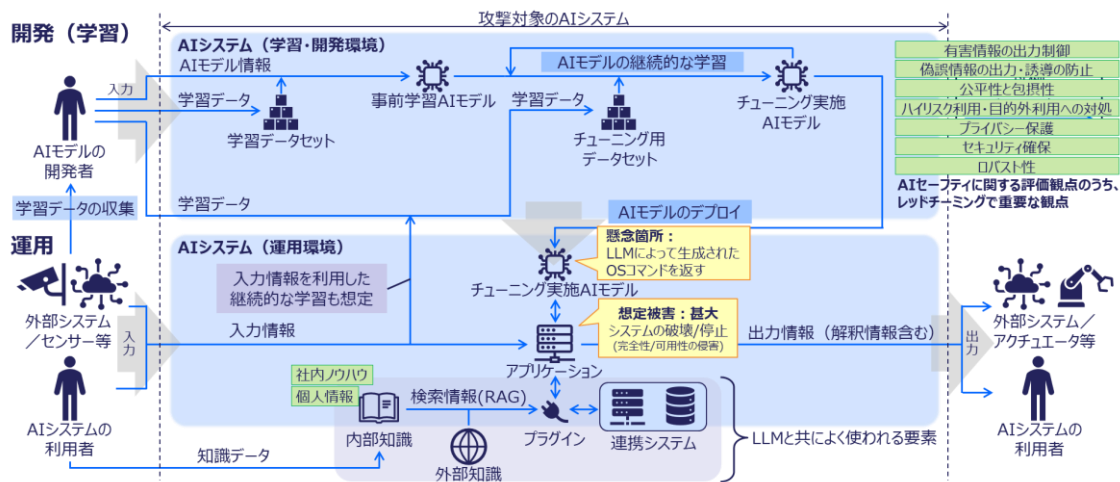 攻撃対象のAIシステム
開発（学習）
AIシステム（学習・開発環境）
AIモデル情報
入力
学習データ
事前学習AIモデル
AIモデルの継続的な学習
学習データ
チューニング実施
AIモデル
学習データセット
チューニング用
データセット
AIモデルの
開発者
有害情報の出力制御
偽誤情報の出力・誘導の防止
公平性と包摂性
ハイリスク利用・目的外利用への対処
プライバシー保護
セキュリティ確保
ロバスト性
AIセーフティに関する評価観点のうち、
レッドチーミングで重要な観点
学習データの収集
学習データ
AIモデルのデプロイ
運用
AIシステム（運用環境）
懸念箇所：
LLMによって生成された
OSコマンドを返す
入力情報を利用した
継続的な学習も想定
チューニング実施AIモデル
外部システム
／センサー等
入力
入力情報
想定被害：甚大
システムの破壊/停止
(完全性/可用性の侵害)
出力情報（解釈情報含む）
出力
外部システム／
アクチュエータ等
アプリケーション
社内ノウハウ
個人情報
検索情報(RAG)
内部知識
プラグイン
連携システム
LLMと共によく使われる要素
AIシステムの
利用者
知識データ
外部知識
AIシステムの
利用者